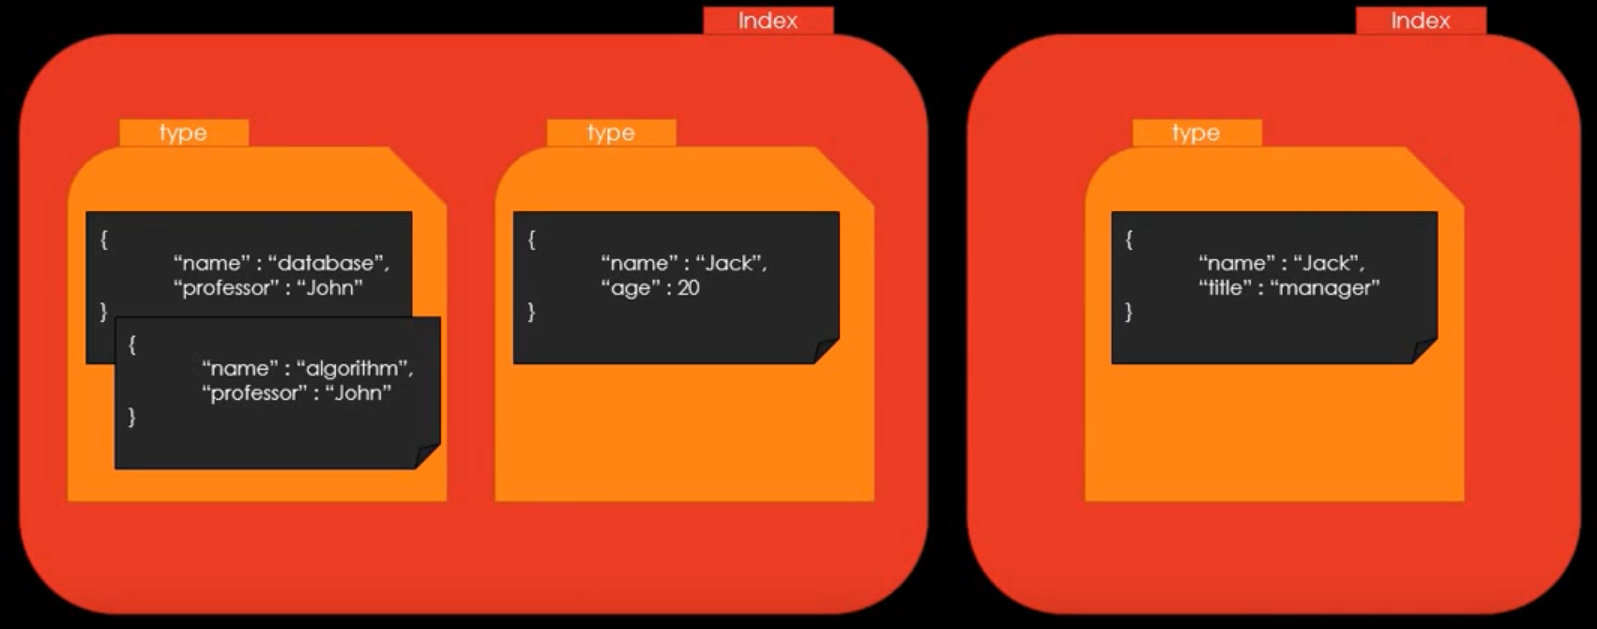 Index
type
{
“name” : “database”,
“professor” : “John”
}
{
“name” : “algorithm”,
“professor” : “John”
}
type
{
“name” : “Jack”,
“age” : 20
}
Index
type
{
“name” : “Jack”,
“title” : “manager”
}